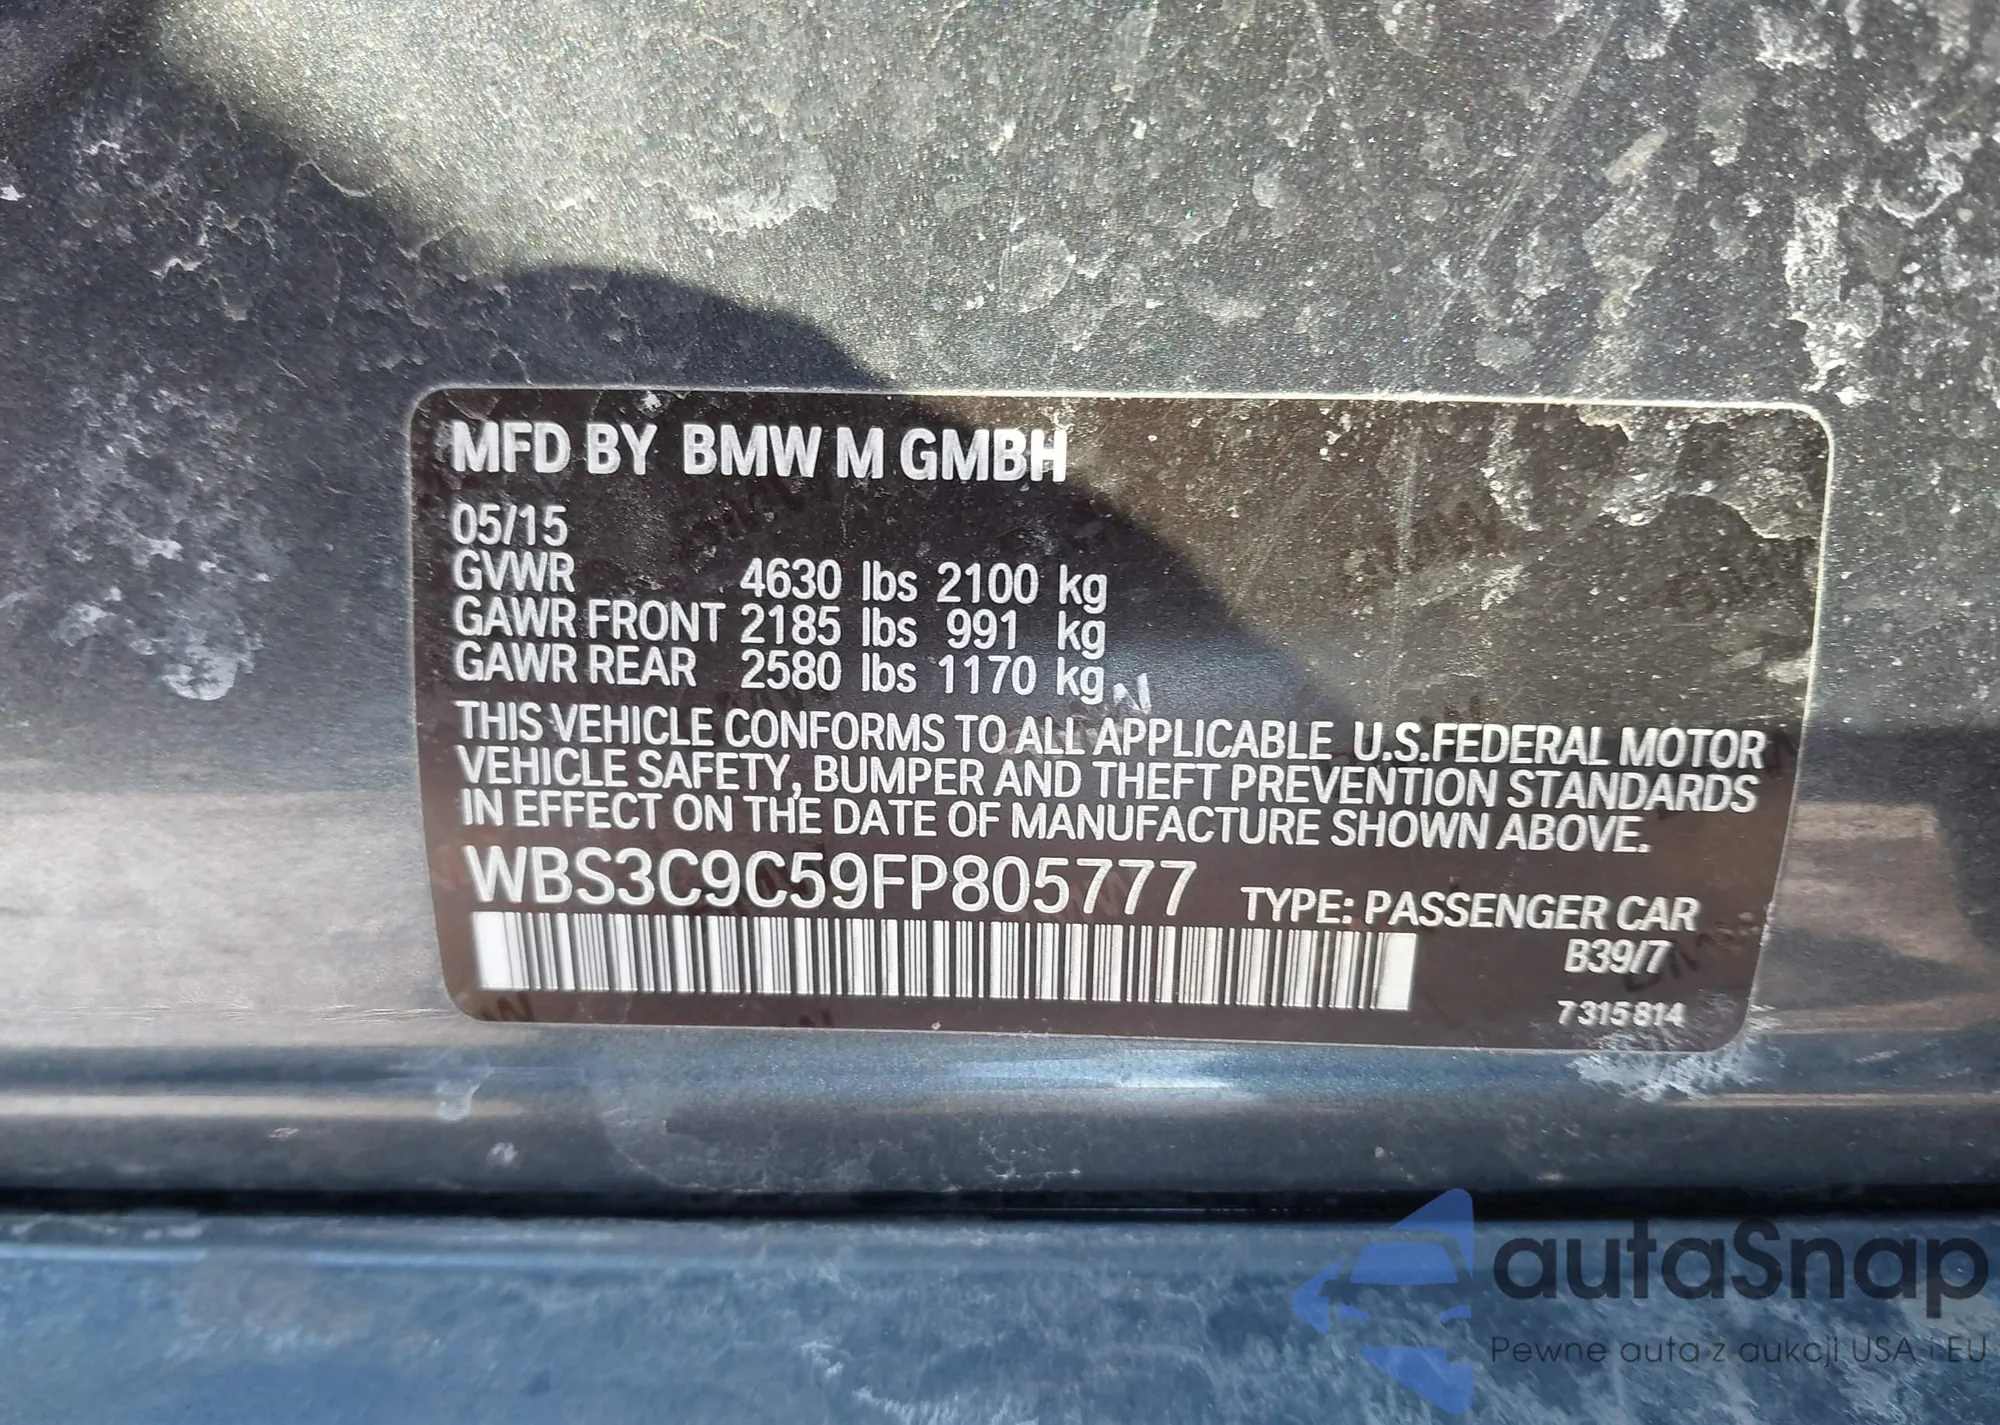 MFD BY BMW M GMBH
05/15
GVWR 4630 lbs 2100 kg
GAWR FRONT 2185 lbs 991 kg
GAWR REAR 2580 lbs 1170 kg
THIS VEHICLE CONFORMS TO ALL APPLICABLE U.S.FEDERAL MOTOR
VEHICLE SAFETY, BUMPER AND THEFT PREVENTION STANDARDS
IN EFFECT ON THE DATE OF MANUFACTURE SHOWN ABOVE.
WBS3C9C59FP805777 TYPE: PASSENGER CAR
B39/7
7 315 814
autaSnap
Pewne auta z aukcji USA i EU